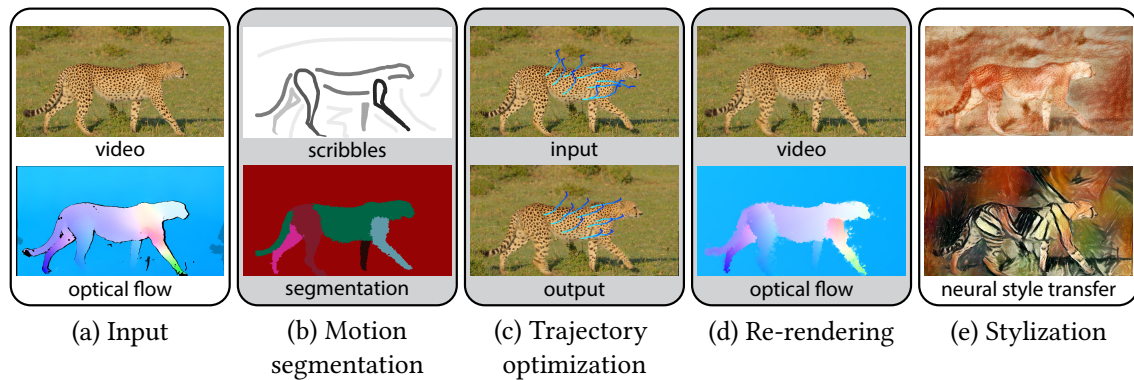 video
optical flow
(a) Input
scribbles
segmentation
(b) Motion
segmentation
input
output
(c) Trajectory
optimization
video
optical flow
(d) Re-rendering
neural style transfer
(e) Stylization